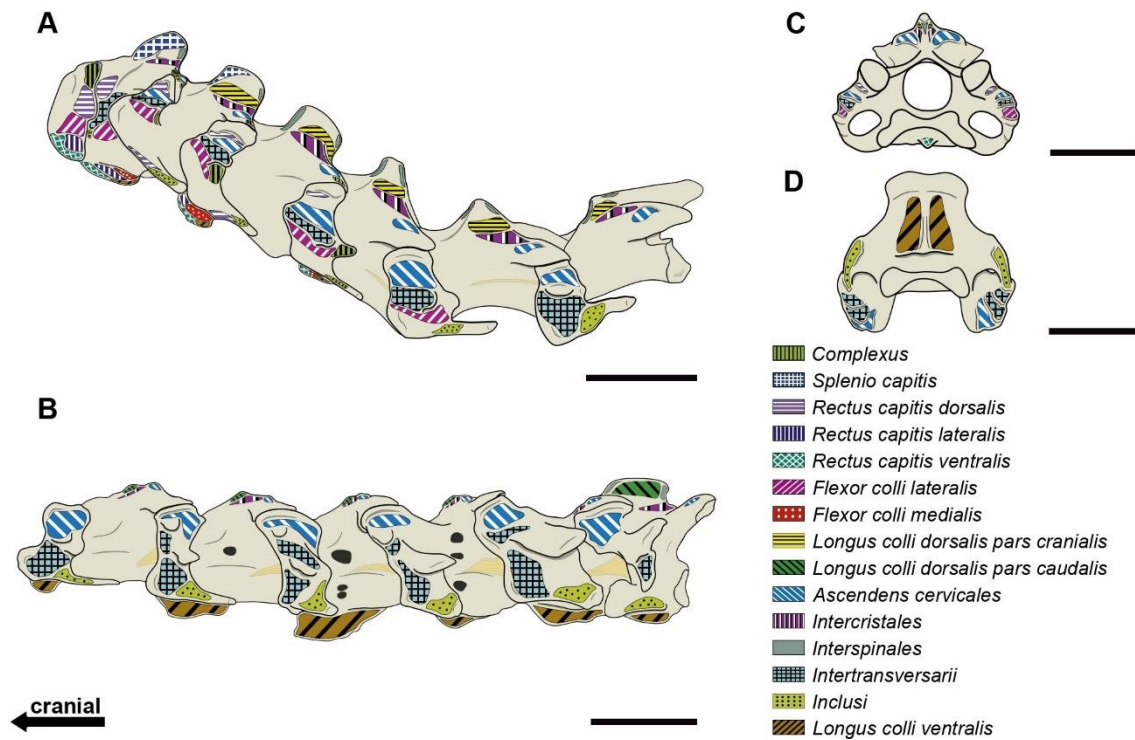 A
C
D
B
cranial
Complexus
Splenio capitis
Rectus capitis dorsalis
Rectus capitis lateralis
Rectus capitis ventralis
Flexor colli lateralis
Flexor colli medialis
Longus colli dorsalis pars cranialis
Longus colli dorsalis pars caudalis
Ascendens cervicales
Intercristales
Interspinales
Intertransversarii
Inclusi
Longus colli ventralis